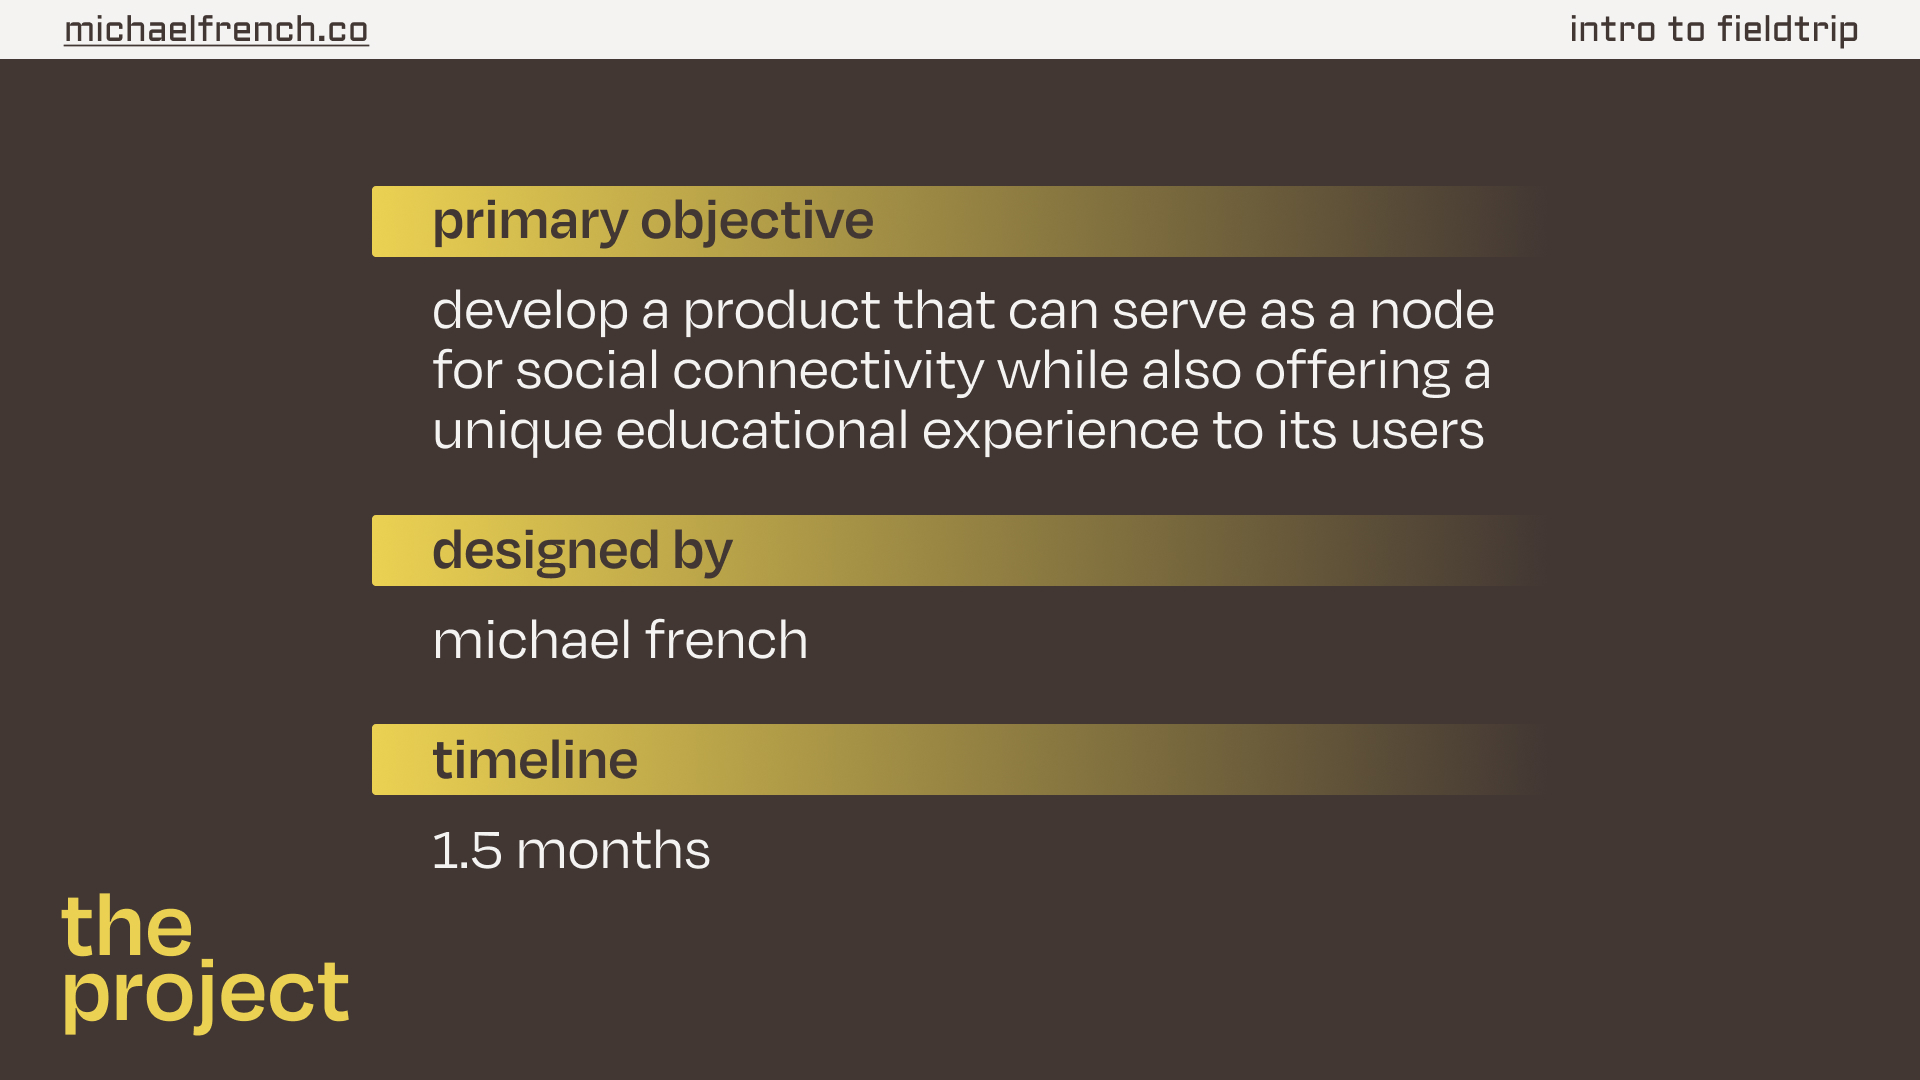 michaelfrench.co
intro to fieldtrip
primary objective
develop a product that can serve as a node
for social connectivity while also offering a
unique educational experience to its users
designed by
michael french
timeline
1.5 months
the
project